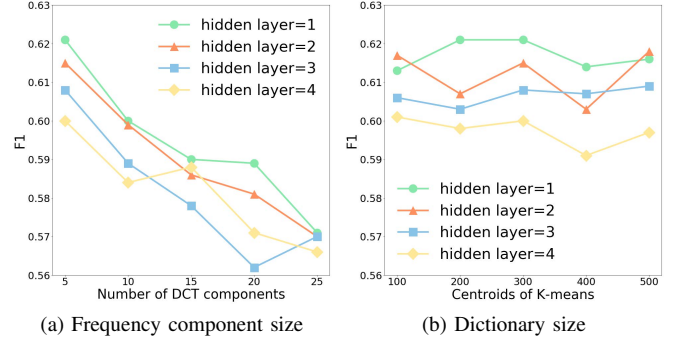 0.63
0.62
0.61
0.60
0.59
0.58
0.57
0.56
F1
hidden layer=1
hidden layer=2
hidden layer=3
hidden layer=4
5 10 15 20 25
Number of DCT components
(a) Frequency component size
0.63
0.62
0.61
0.60
0.59
0.58
0.57
0.56
F1
hidden layer=1
hidden layer=2
hidden layer=3
hidden layer=4
100 200 300 400 500
Centroids of K-means
(b) Dictionary size